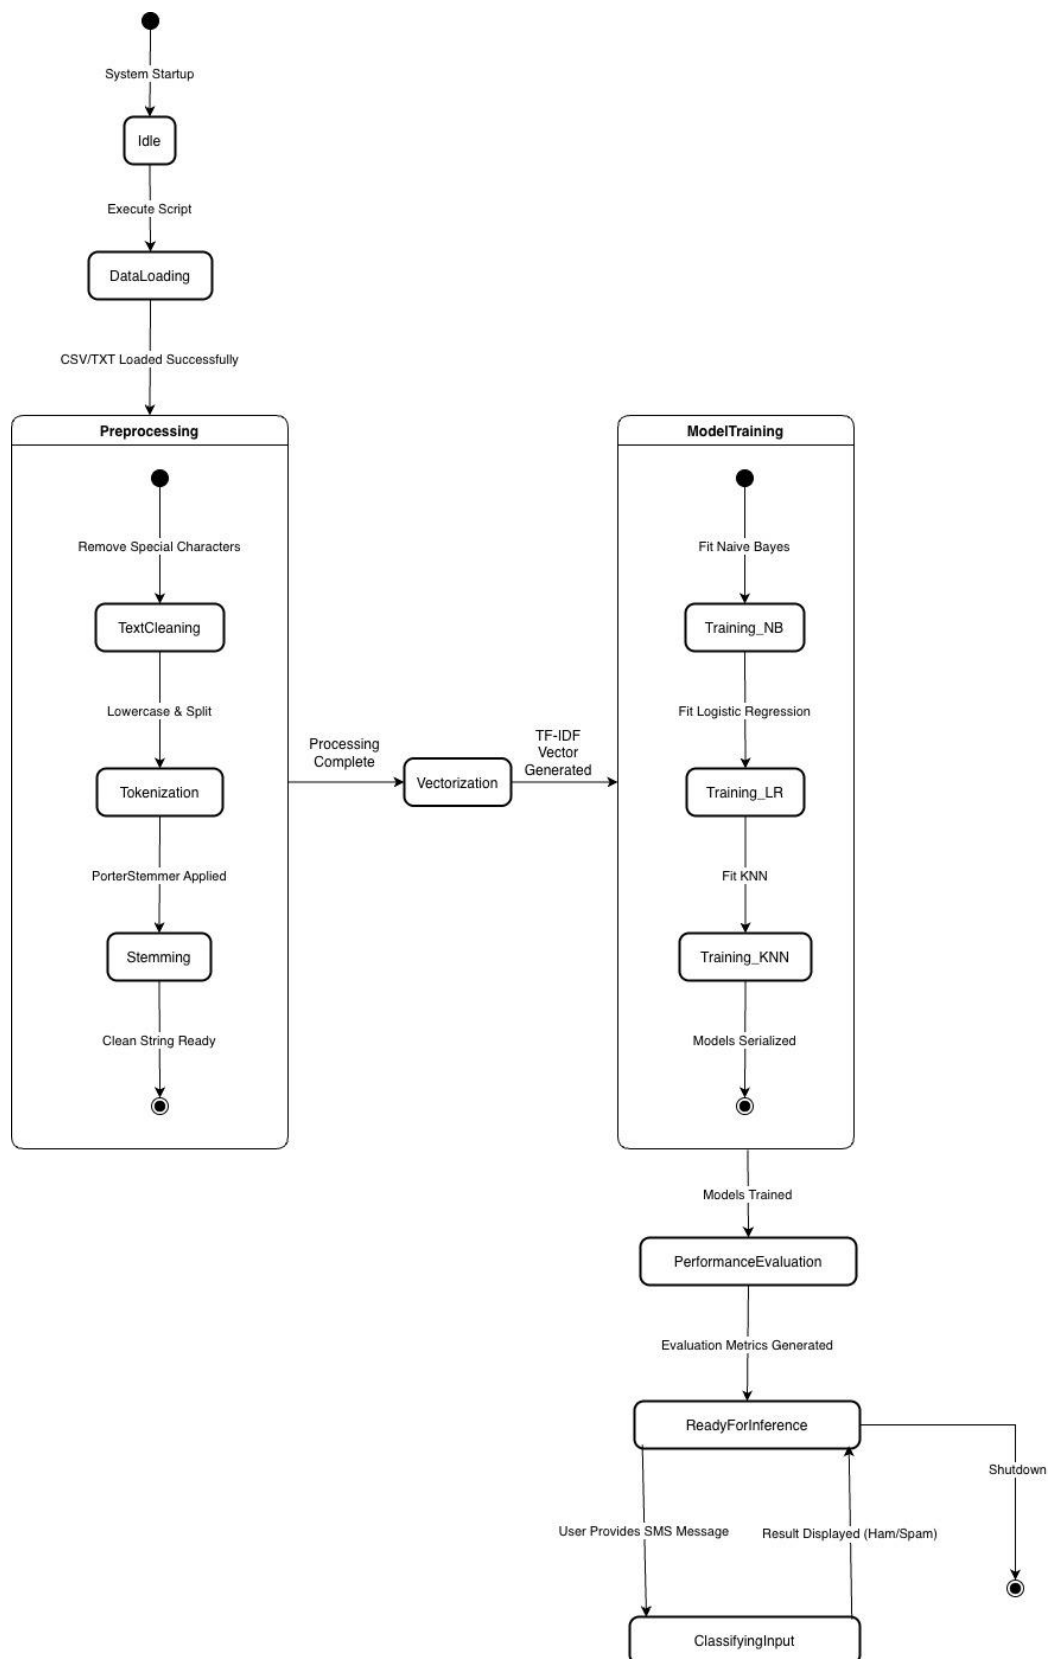 System Startup
Idle
Execute Script
DataLoading
CSV/TXT Loaded Successfully
Preprocessing
Remove Special Characters
TextCleaning
Lowercase & Split
Tokenization
PorterStemmer Applied
Stemming
Clean String Ready
Processing
Complete
Vectorization
TF-IDF
Vector
Generated
ModelTraining
Fit Naive Bayes
Training_NB
Fit Logistic Regression
Training_LR
Fit KNN
Training_KNN
Models Serialized
Models Trained
PerformanceEvaluation
Evaluation Metrics Generated
ReadyForInference
Shutdown
User Provides SMS Message
Result Displayed (Ham/Spam)
ClassifyingInput